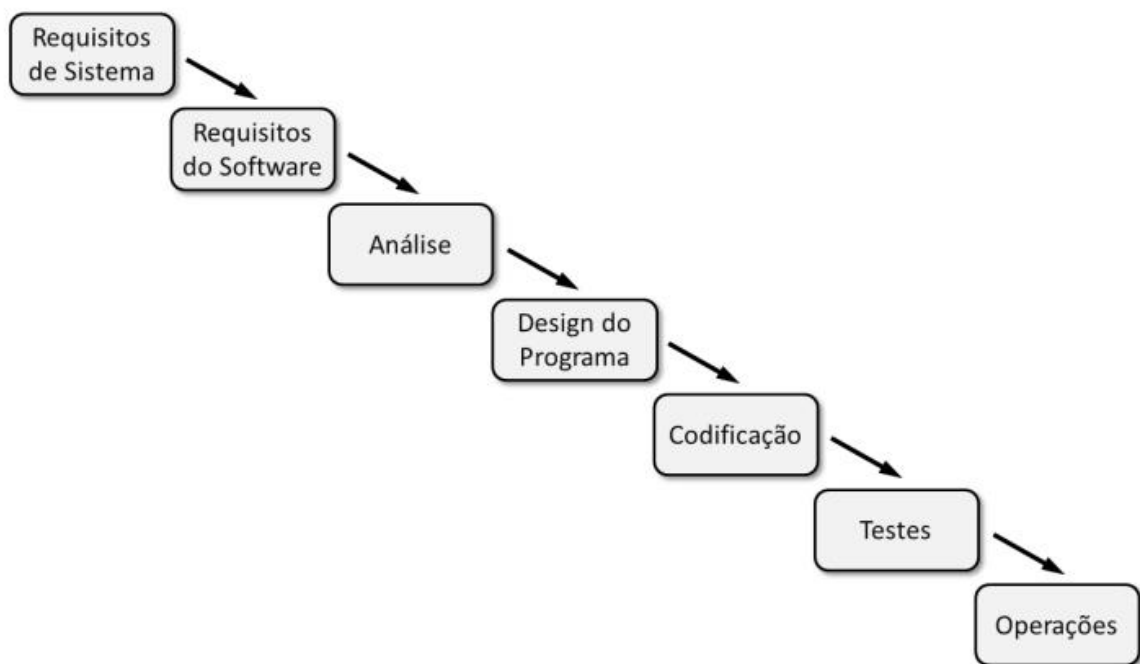 Requisitos
de Sistema
Requisitos
do Software
Análise
Design do
Programa
Codificação
Testes
Operações